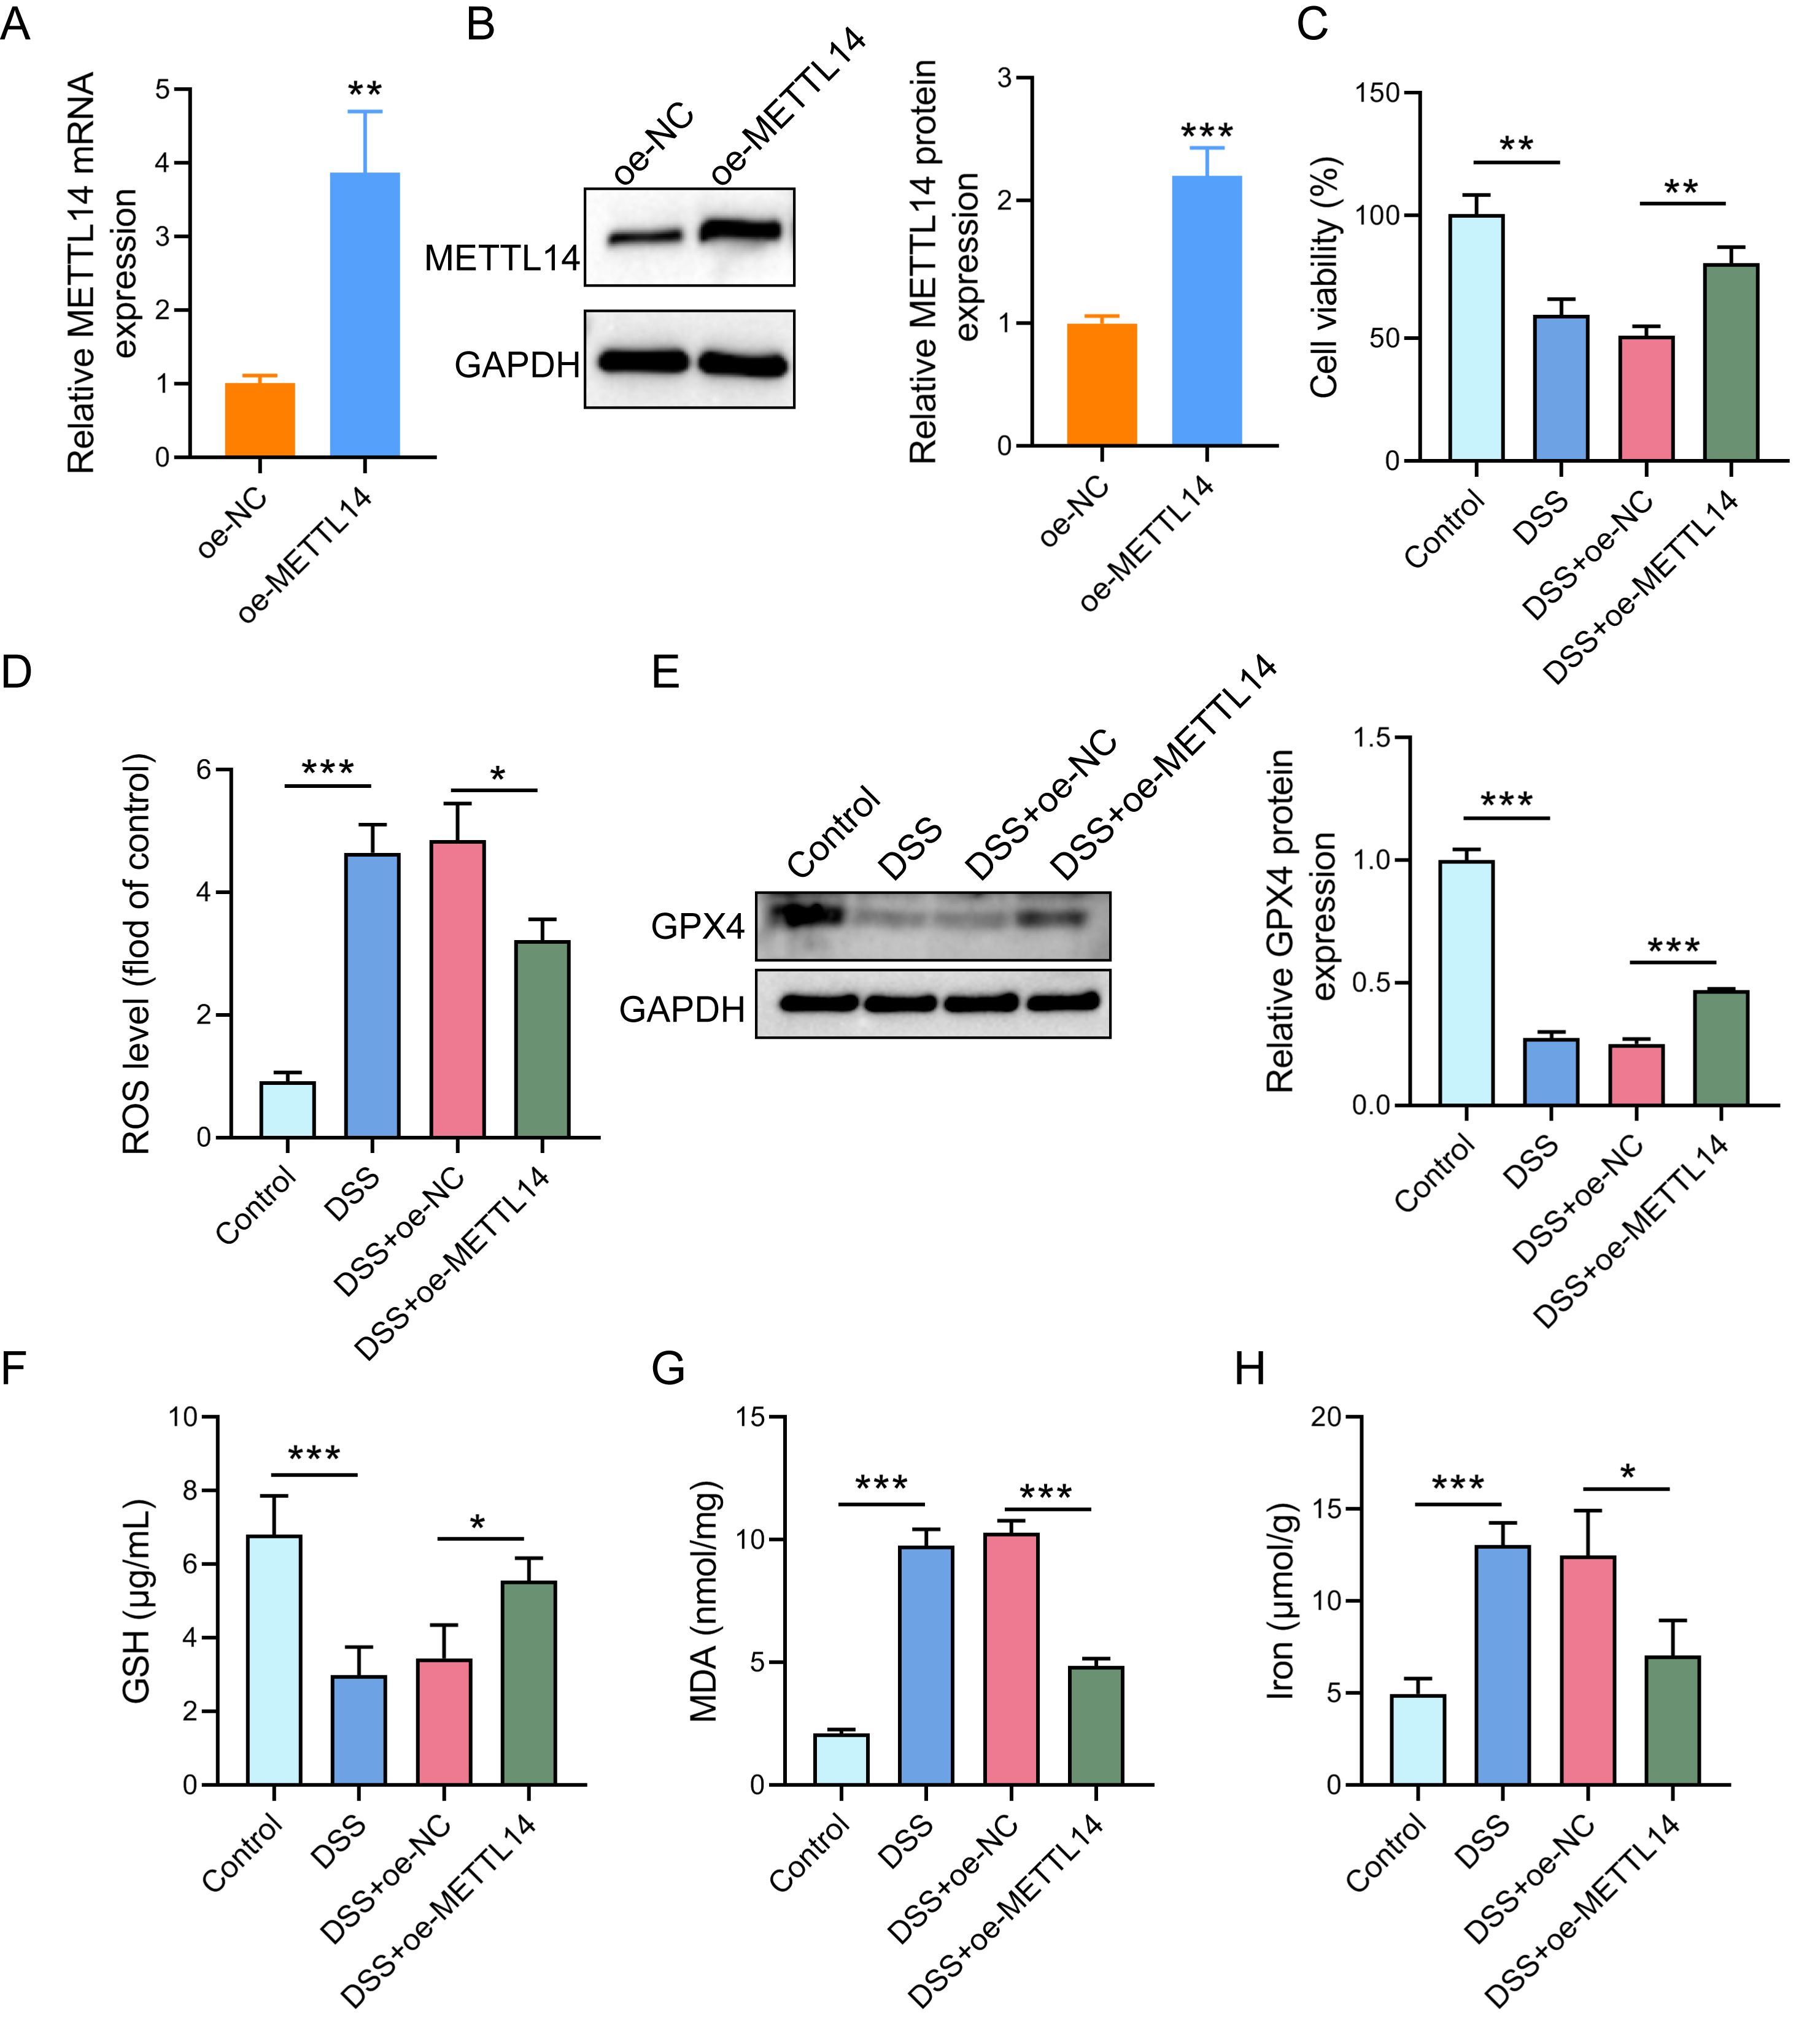 A
Relative METTL14 mRNA
expression
5
4
3
2
1
0
**
oe-NC
oe-METTL14
B
oe-NC
oe-METTL14
METTL14
GAPDH
Relative METTL14 protein
expression
3
2
1
0
***
oe-NC
oe-METTL14
C
Cell viability (%)
150
100
50
0
**
**
Control
DSS
DSS+oe-NC
DSS+oe-METTL14
D
ROS level (flod of control)
6
4
2
0
***
*
Control
DSS
DSS+oe-NC
DSS+oe-METTL14
E
Control
DSS
DSS+oe-NC
DSS+oe-METTL14
GPX4
GAPDH
Relative GPX4 protein
expression
1.5
1.0
0.5
0.0
***
***
Control
DSS
DSS+oe-NC
DSS+oe-METTL14
F
GSH (μg/mL)
10
8
6
4
2
0
***
*
Control
DSS
DSS+oe-NC
DSS+oe-METTL14
G
MDA (nmol/mg)
15
10
5
0
***
***
Control
DSS
DSS+oe-NC
DSS+oe-METTL14
H
Iron (μmol/g)
20
15
10
5
0
***
*
Control
DSS
DSS+oe-NC
DSS+oe-METTL14